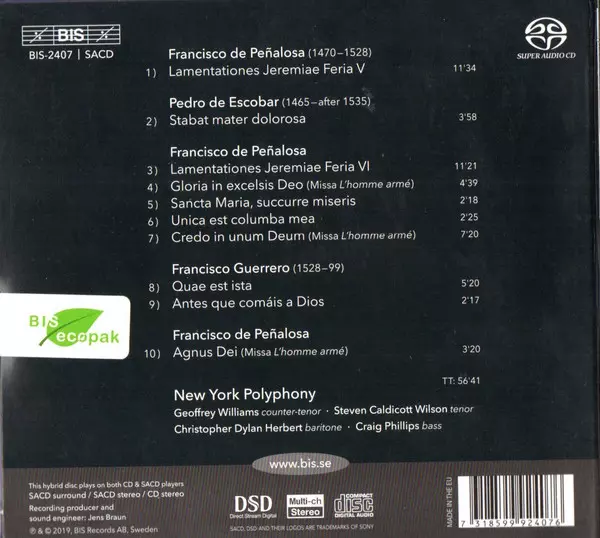 BIS
BIS-2407 | SACD
SUPER AUDIO CD
Francisco de Peñalosa (1470–1528)
1) Lamentationes Jeremiae Feria V 11'34
Pedro de Escobar (1465–after 1535)
2) Stabat mater dolorosa 3'58
Francisco de Peñalosa
3) Lamentationes Jeremiae Feria VI 11'21
4) Gloria in excelsis Deo (Missa L'homme armé) 4'39
5) Sancta Maria, succurre miseris 2'18
6) Unica est columba mea 2'25
7) Credo in unum Deum (Missa L'homme armé) 7'20
Francisco Guerrero (1528–99)
8) Quae est ista 5'20
9) Antes que comáis a Dios 2'17
BIS
ecopak
Francisco de Peñalosa
10) Agnus Dei (Missa L'homme armé) 3'20
TT: 56'41
New York Polyphony
Geoffrey Williams counter-tenor · Steven Caldicott Wilson tenor
Christopher Dylan Herbert baritone · Craig Phillips bass
www.bis.se
This hybrid disc plays on both CD & SACD players
SACD surround / SACD stereo / CD stereo
Recording producer and
sound engineer: Jens Braun
℗ & © 2019, BIS Records AB, Sweden
DSD
Direct Stream Digital
Multi-ch
Stereo
COMPACT
disc
DIGITAL AUDIO
SACD, DSD AND THEIR LOGOS ARE TRADEMARKS OF SONY
MADE IN THE EU
7 318599 924076